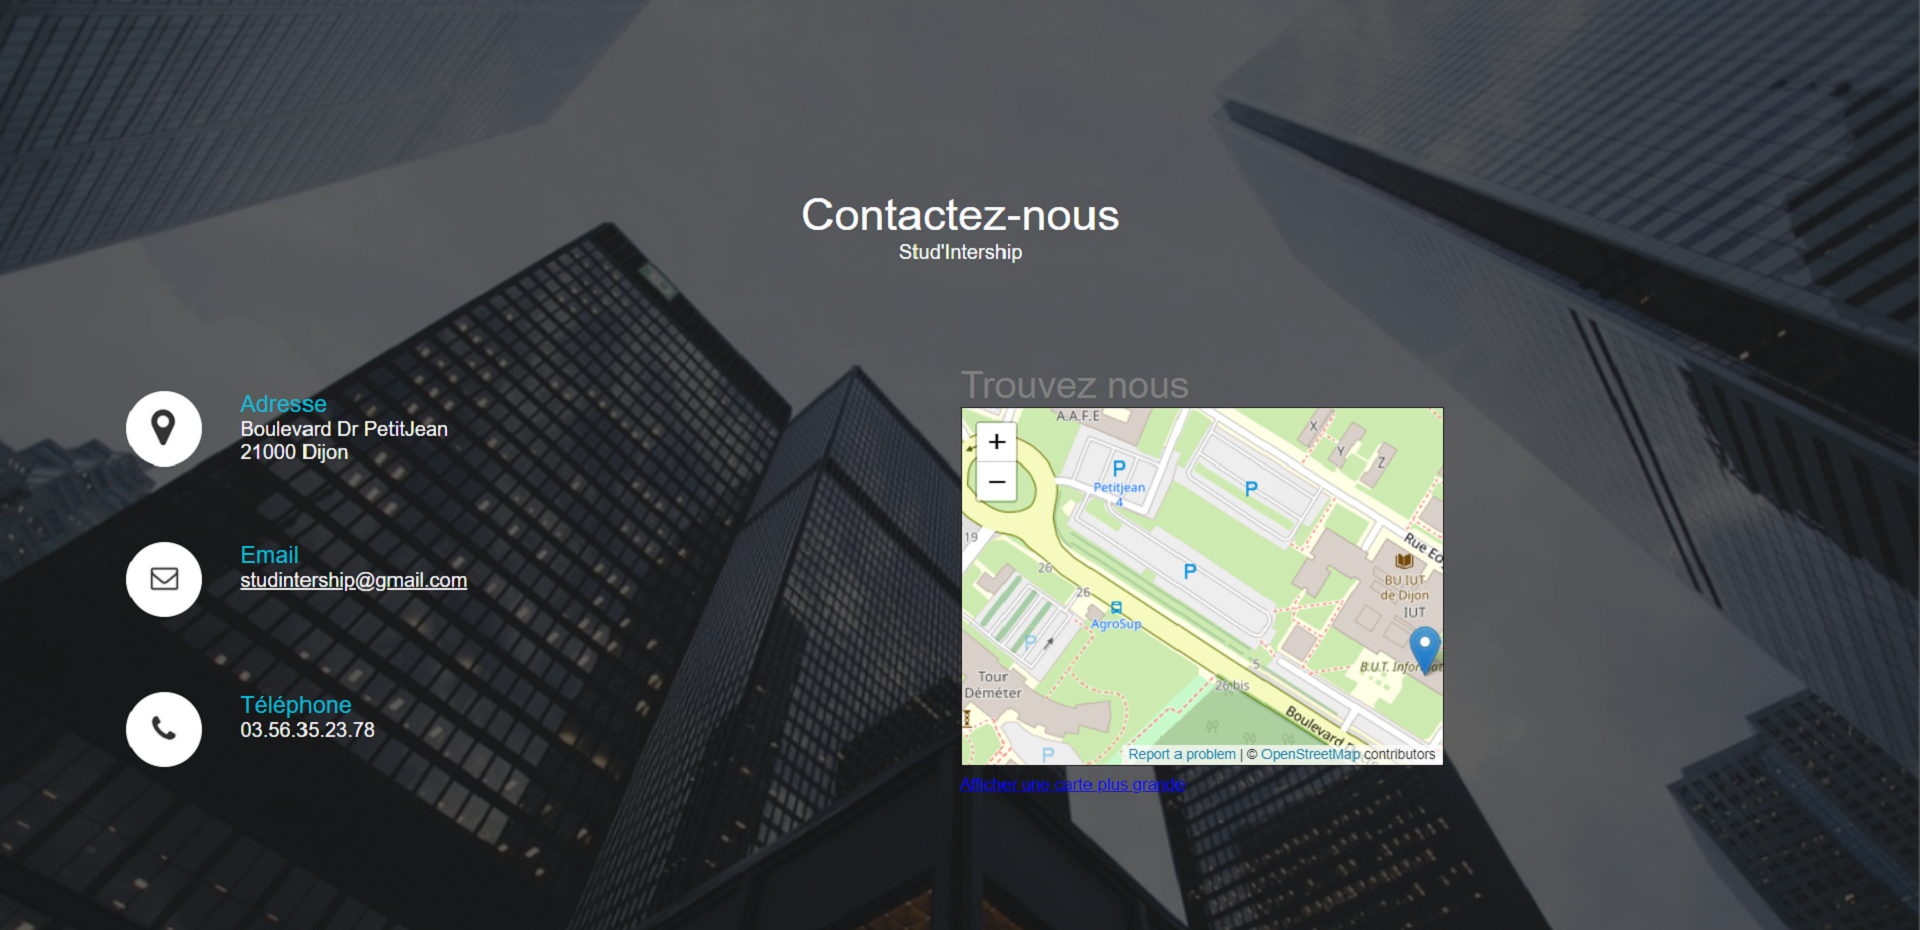 Contactez-nous
Stud'Intership
Adresse
Boulevard Dr PetitJean
21000 Dijon
Email
studintership@gmail.com
Téléphone
03.56.35.23.78
Trouvez nous
A.A.F.E
+
−
P
Petitjean
4
P
X
Y
Z
19
26
26
P
AgroSup
P
Rue
BU IUT
de Dijon
IUT
B.U.T.
Tour
Déméter
5
26 bis
Boulevard
P
Report a problem | © OpenStreetMap contributors
Afficher une carte plus grande